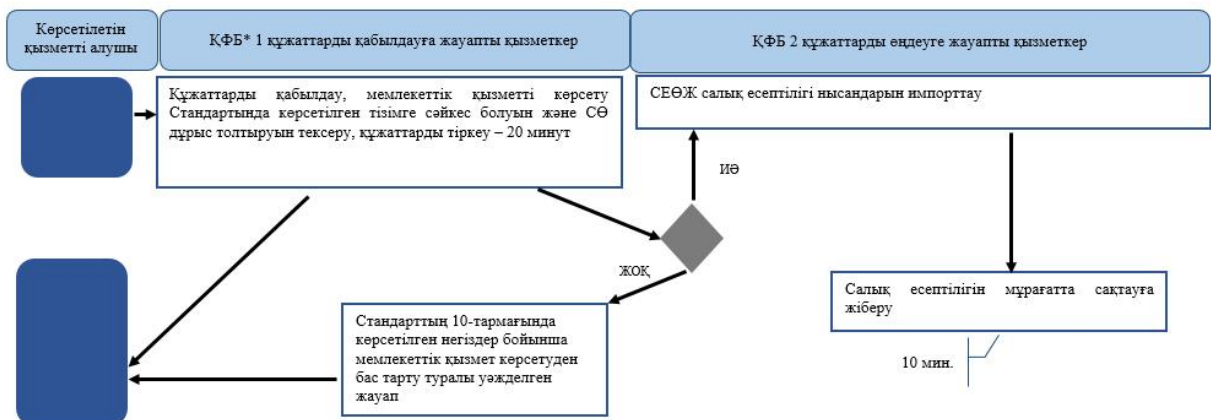 Көрсетілетін
қызметті алушы
ҚФБ* 1 құжаттарды қабылдауға жауапты қызметкер
ҚФБ 2 құжаттарды өңдеуге жауапты қызметкер
Құжаттарды қабылдау, мемлекеттік қызметті көрсету
Стандартында көрсетілген тізімге сәйкес болуын және СӨ
дұрыс толтыруын тексеру, құжаттарды тіркеу – 20 минут
СЕӨЖ салық есептілігі нысандарын импорттау
ИӘ
ЖОҚ
Стандарттың 10-тармағында
көрсетілген негіздер бойынша
мемлекеттік қызмет көрсетуден
бас тарту туралы уәжделген
жауап
Салық есептілігін мұрағатта сақтауға
жіберу
10 мин.